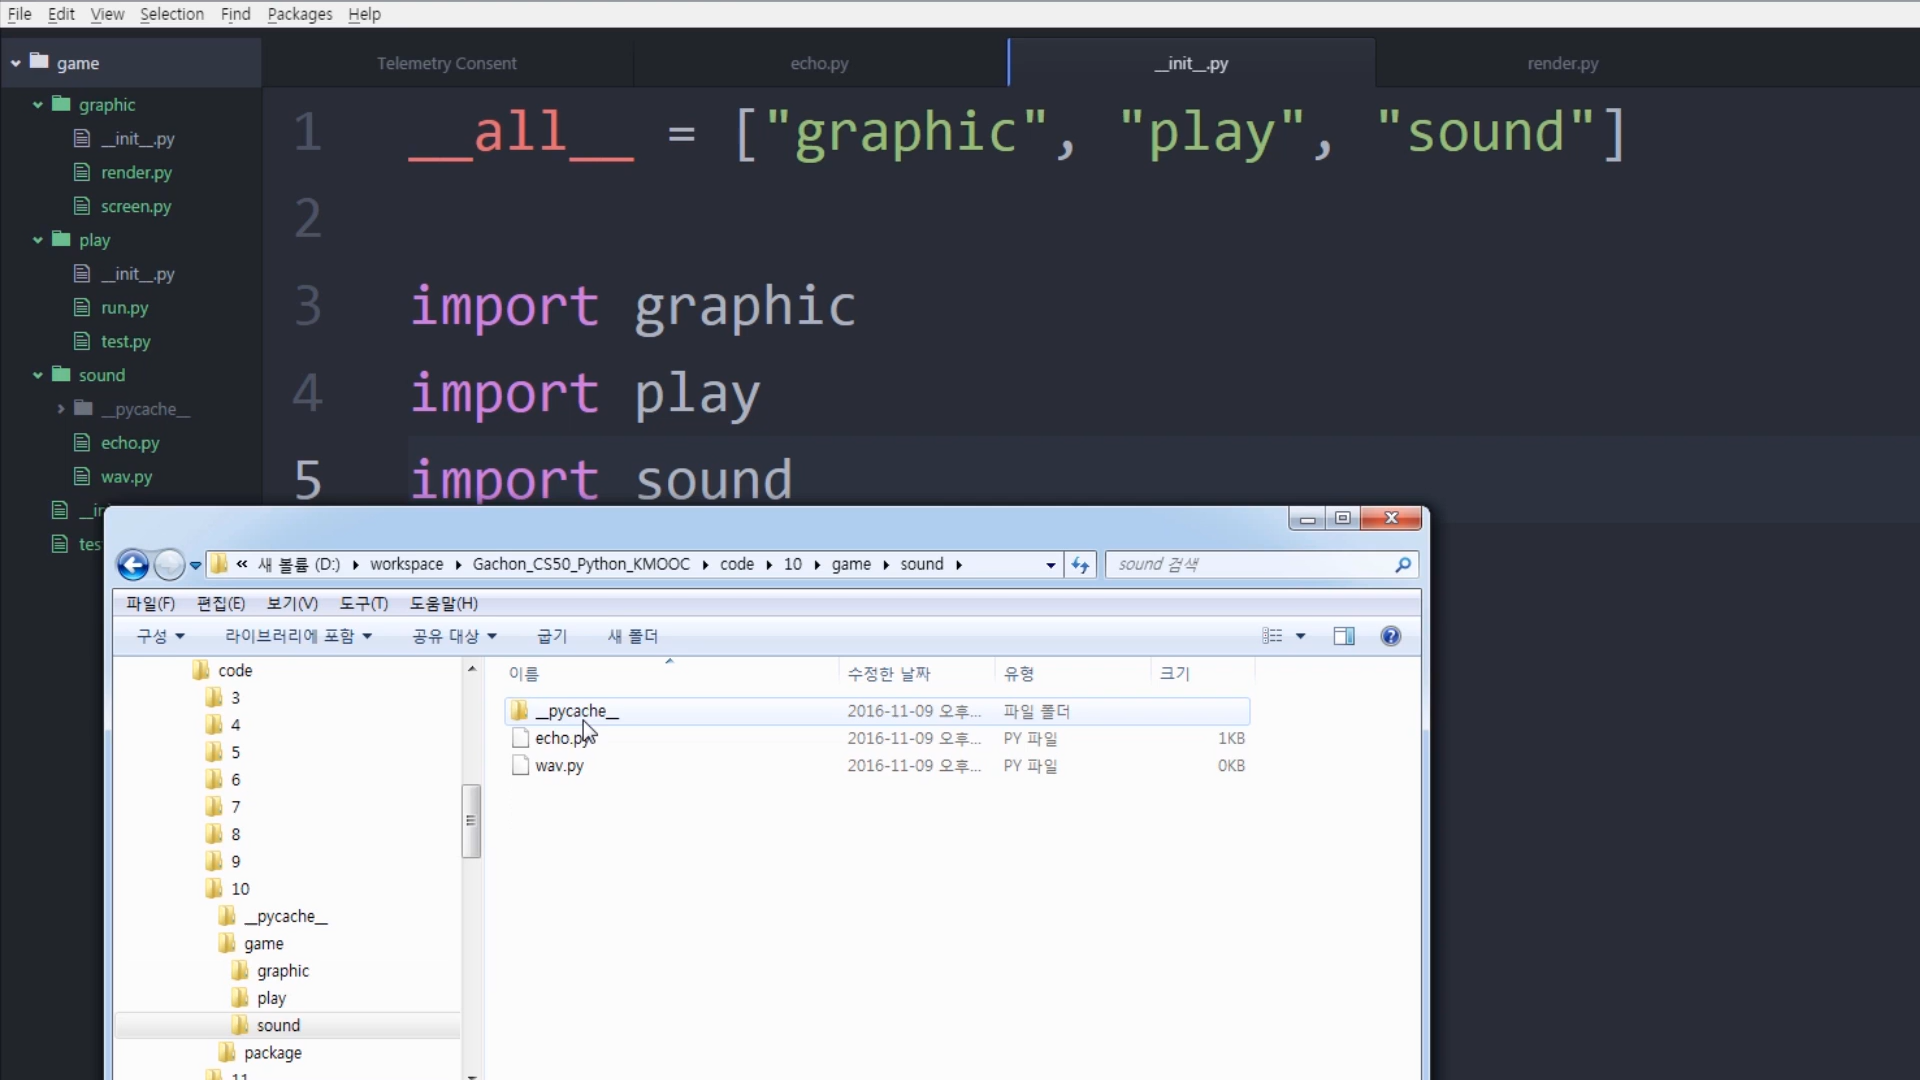 File Edit View Selection Find Packages Help
game
Telemetry Consent
echo.py
__init__.py
render.py
graphic
__init__.py
render.py
screen.py
play
__init__.py
run.py
test.py
sound
__pycache__
echo.py
wav.py
1 __all__ = ["graphic", "play", "sound"]
2
3 import graphic
4 import play
5 import sound
« 새 볼륨 (D:) ▸ workspace ▸ Gachon_CS50_Python_KMOOC ▸ code ▸ 10 ▸ game ▸ sound ▸
sound 검색
파일(F) 편집(E) 보기(V) 도구(T) 도움말(H)
구성 라이브러리에 포함 공유 대상 굽기 새 폴더
code
3
4
5
6
7
8
9
10
__pycache__
game
graphic
play
sound
package
11
이름 수정한 날짜 유형 크기
__pycache__ 2016-11-09 오후... 파일 폴더
echo.py 2016-11-09 오후... PY 파일 1KB
wav.py 2016-11-09 오후... PY 파일 0KB